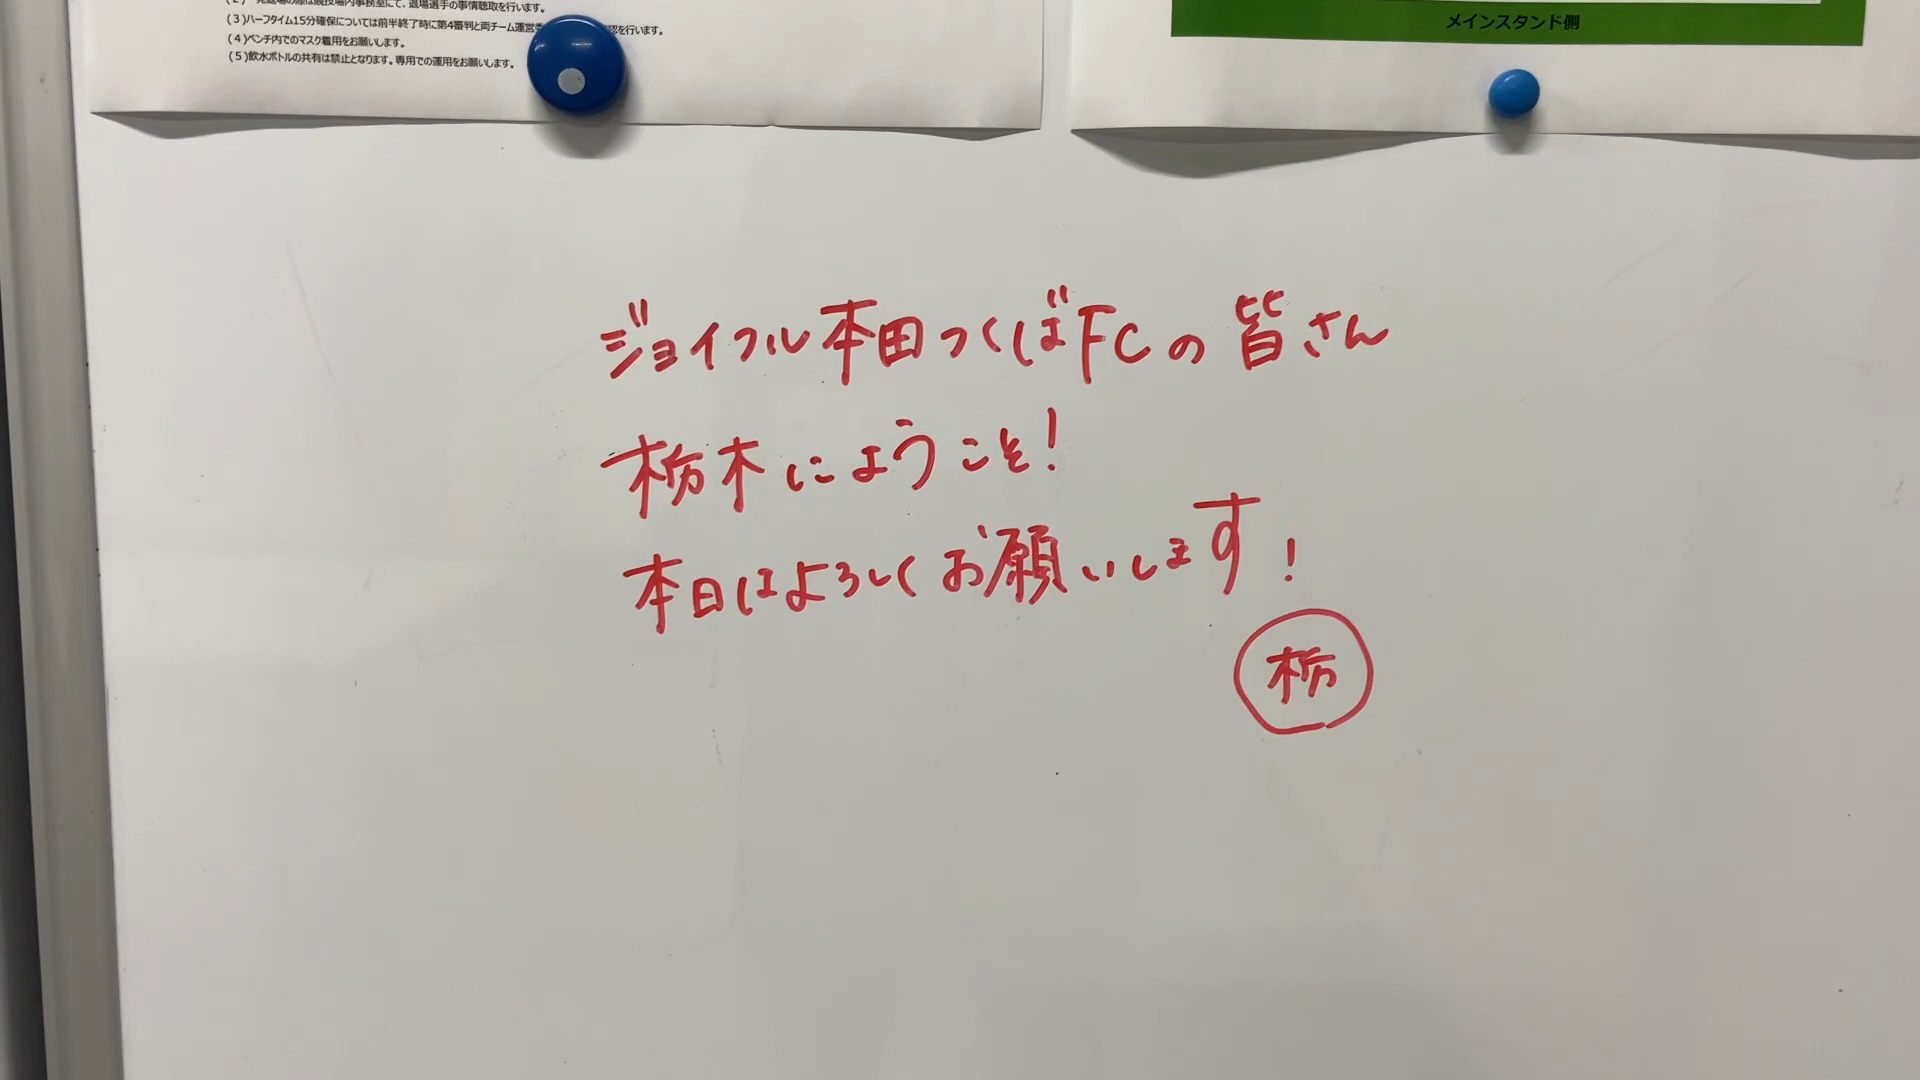 (3)ハーフタイム15分確保については前半終了時に第4審判と両チーム運営
(4)ベンチ内でのマスク着用をお願いします。
(5)飲水ボトルの共有は禁止となります。専用での運用をお願いします。
メインスタンド側
ジョイフル本田つくばFCの皆さん
栃木にようこそ!
本日はよろしくお願いします!
栃